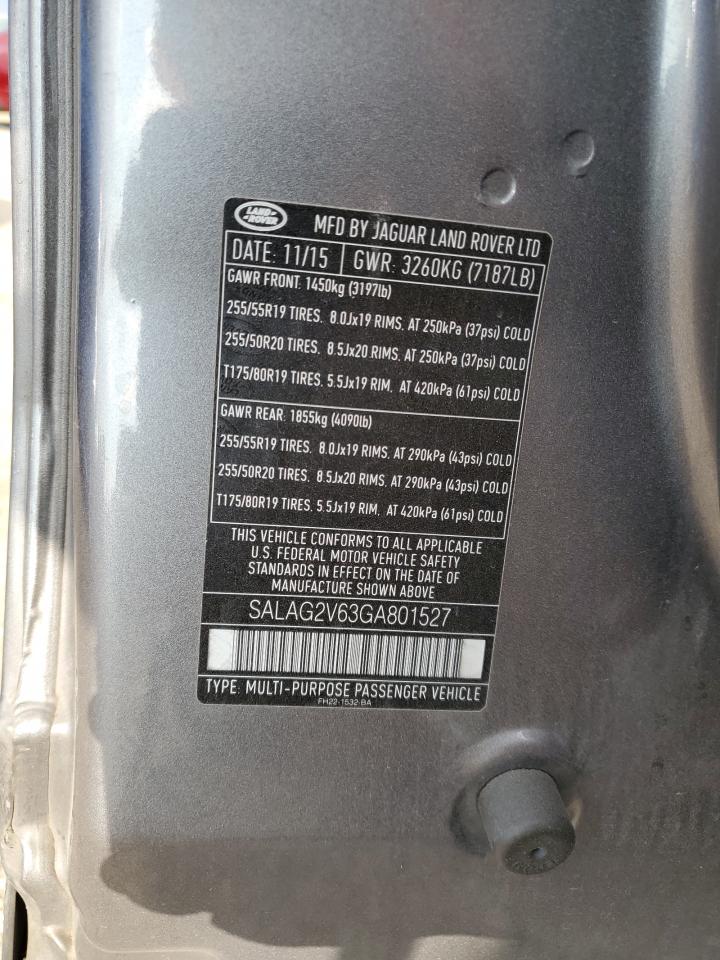 LAND-
-ROVER
MFD BY JAGUAR LAND ROVER LTD
DATE: 11/15 GWR: 3260KG (7187LB)
GAWR FRONT: 1450kg (3197lb)
255/55R19 TIRES. 8.0Jx19 RIMS. AT 250kPa (37psi) COLD
255/50R20 TIRES. 8.5Jx20 RIMS. AT 250kPa (37psi) COLD
T175/80R19 TIRES. 5.5Jx19 RIM. AT 420kPa (61psi) COLD
GAWR REAR: 1855kg (4090lb)
255/55R19 TIRES. 8.0Jx19 RIMS. AT 290kPa (43psi) COLD
255/50R20 TIRES. 8.5Jx20 RIMS. AT 290kPa (43psi) COLD
T175/80R19 TIRES. 5.5Jx19 RIM. AT 420kPa (61psi) COLD
THIS VEHICLE CONFORMS TO ALL APPLICABLE
U.S. FEDERAL MOTOR VEHICLE SAFETY
STANDARDS IN EFFECT ON THE DATE OF
MANUFACTURE SHOWN ABOVE
SALAG2V63GA801527
TYPE: MULTI-PURPOSE PASSENGER VEHICLE
FH22-1532-BA